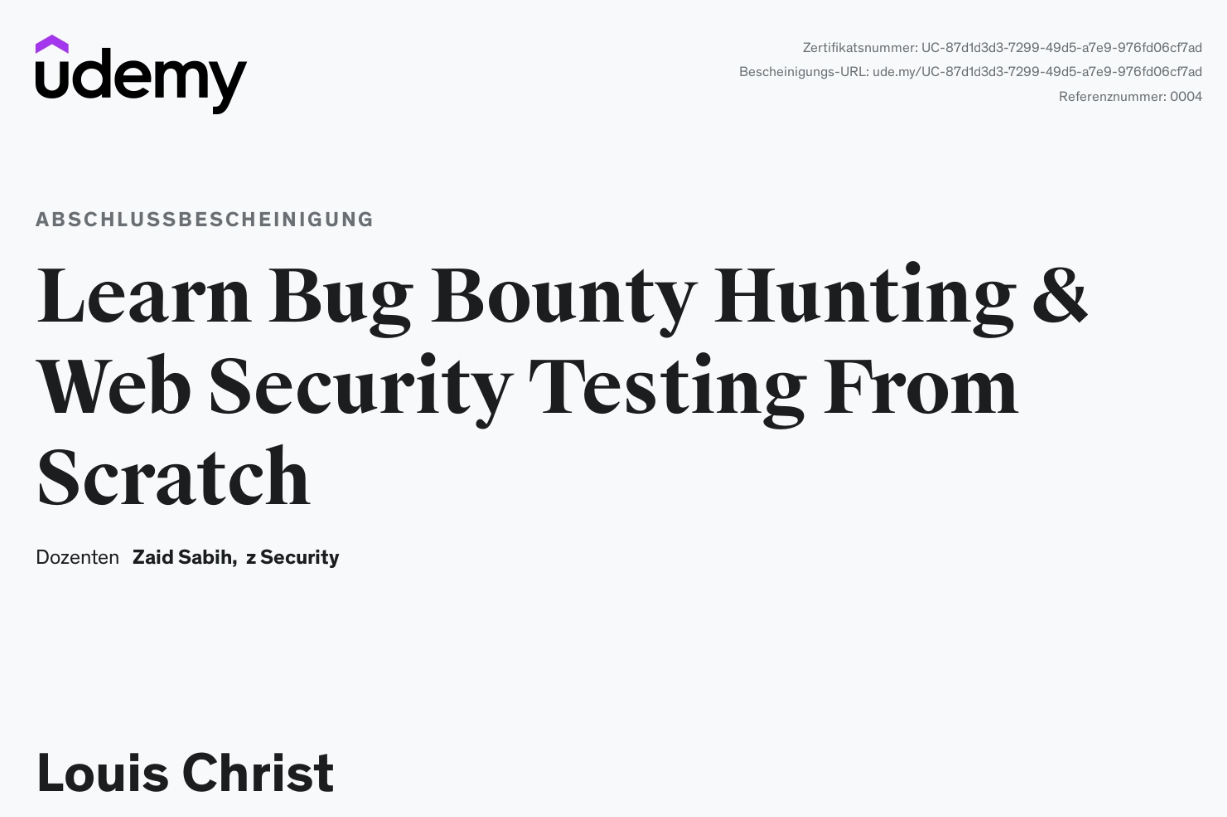 udemy
Zertifikatsnummer: UC-87d1d3d3-7299-49d5-a7e9-976fd06cf7ad
Bescheinigungs-URL: ude.my/UC-87d1d3d3-7299-49d5-a7e9-976fd06cf7ad
Referenznummer: 0004
ABSCHLUSSBESCHEINIGUNG
Learn Bug Bounty Hunting &
Web Security Testing From
Scratch
Dozenten Zaid Sabih, z Security
Louis Christ